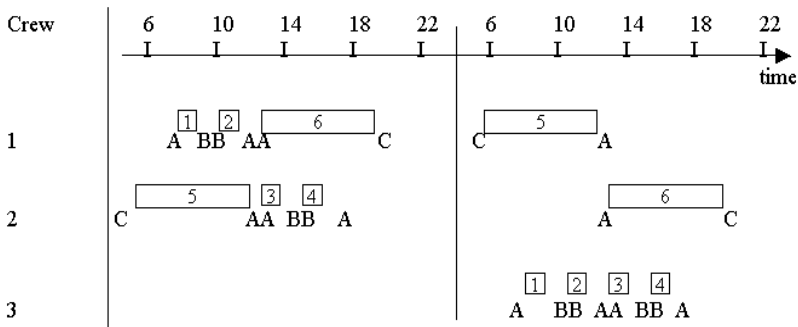 Crew 6 10 14 18 22 6 10 14 18 22
I I I I I I I I I I
time
1 2 6 5
1 A BB AA C C A
5 3 4 6
2 C AA BB A A C
1 2 3 4
3 A BB AA BB A